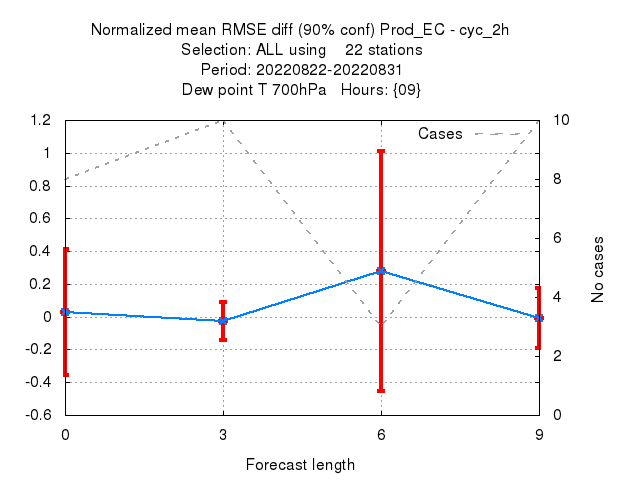 Normalized mean RMSE diff (90% conf) Prod_EC - cyc_2h
Selection: ALL using    22 stations
Period: 20220822-20220831
Dew point T 700hPa   Hours: {09}
Cases
1.2
1
0.8
0.6
0.4
0.2
0
-0.2
-0.4
-0.6
10
8
6
4
2
0
No cases
0 3 6 9
Forecast length